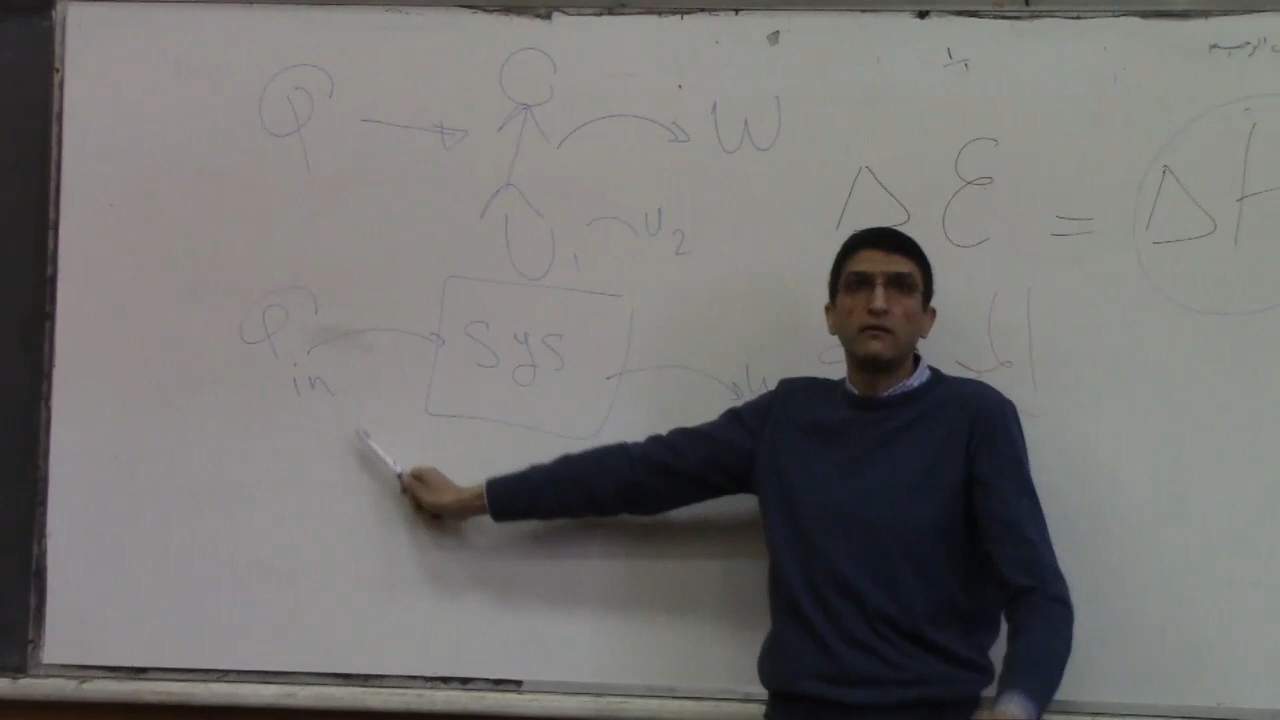 Q → W
U₁ → U₂
ΔE = Δ
Q in → Sys →